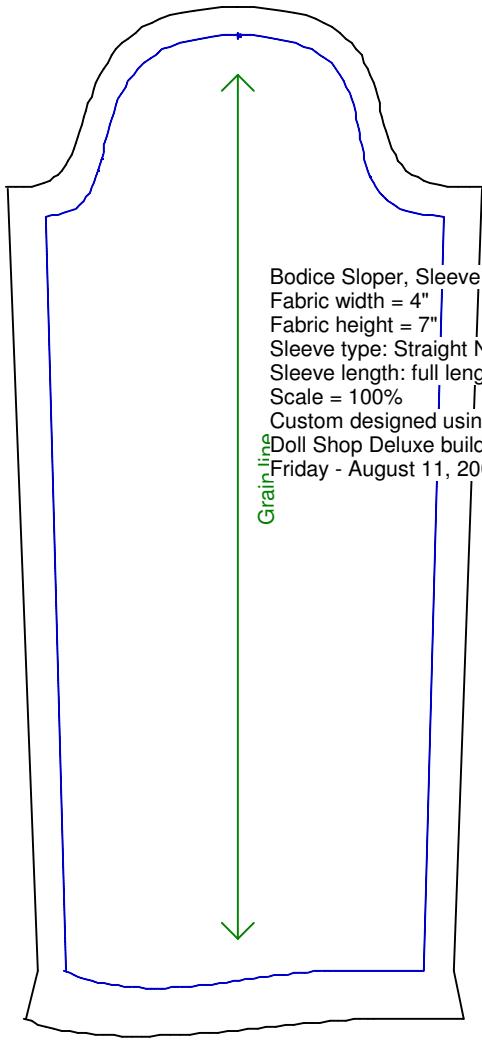 Bodice Sloper, Sleeve
Fabric width = 4"
Fabric height = 7"
Sleeve type: Straight
Sleeve length: full leng
Scale = 100%
Custom designed usin
Doll Shop Deluxe build
Friday - August 11, 20
Grain line